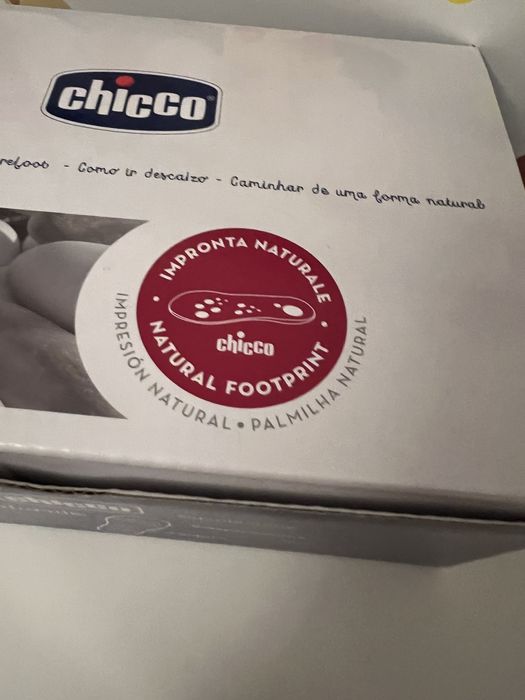 chicco
- Como ir descalzo - Caminhar de uma forma natural
IMPRONTA NATURALE
chicco
NATURAL FOOTPRINT
IMPRESIÓN NATURAL • PALMILHA NATURAL